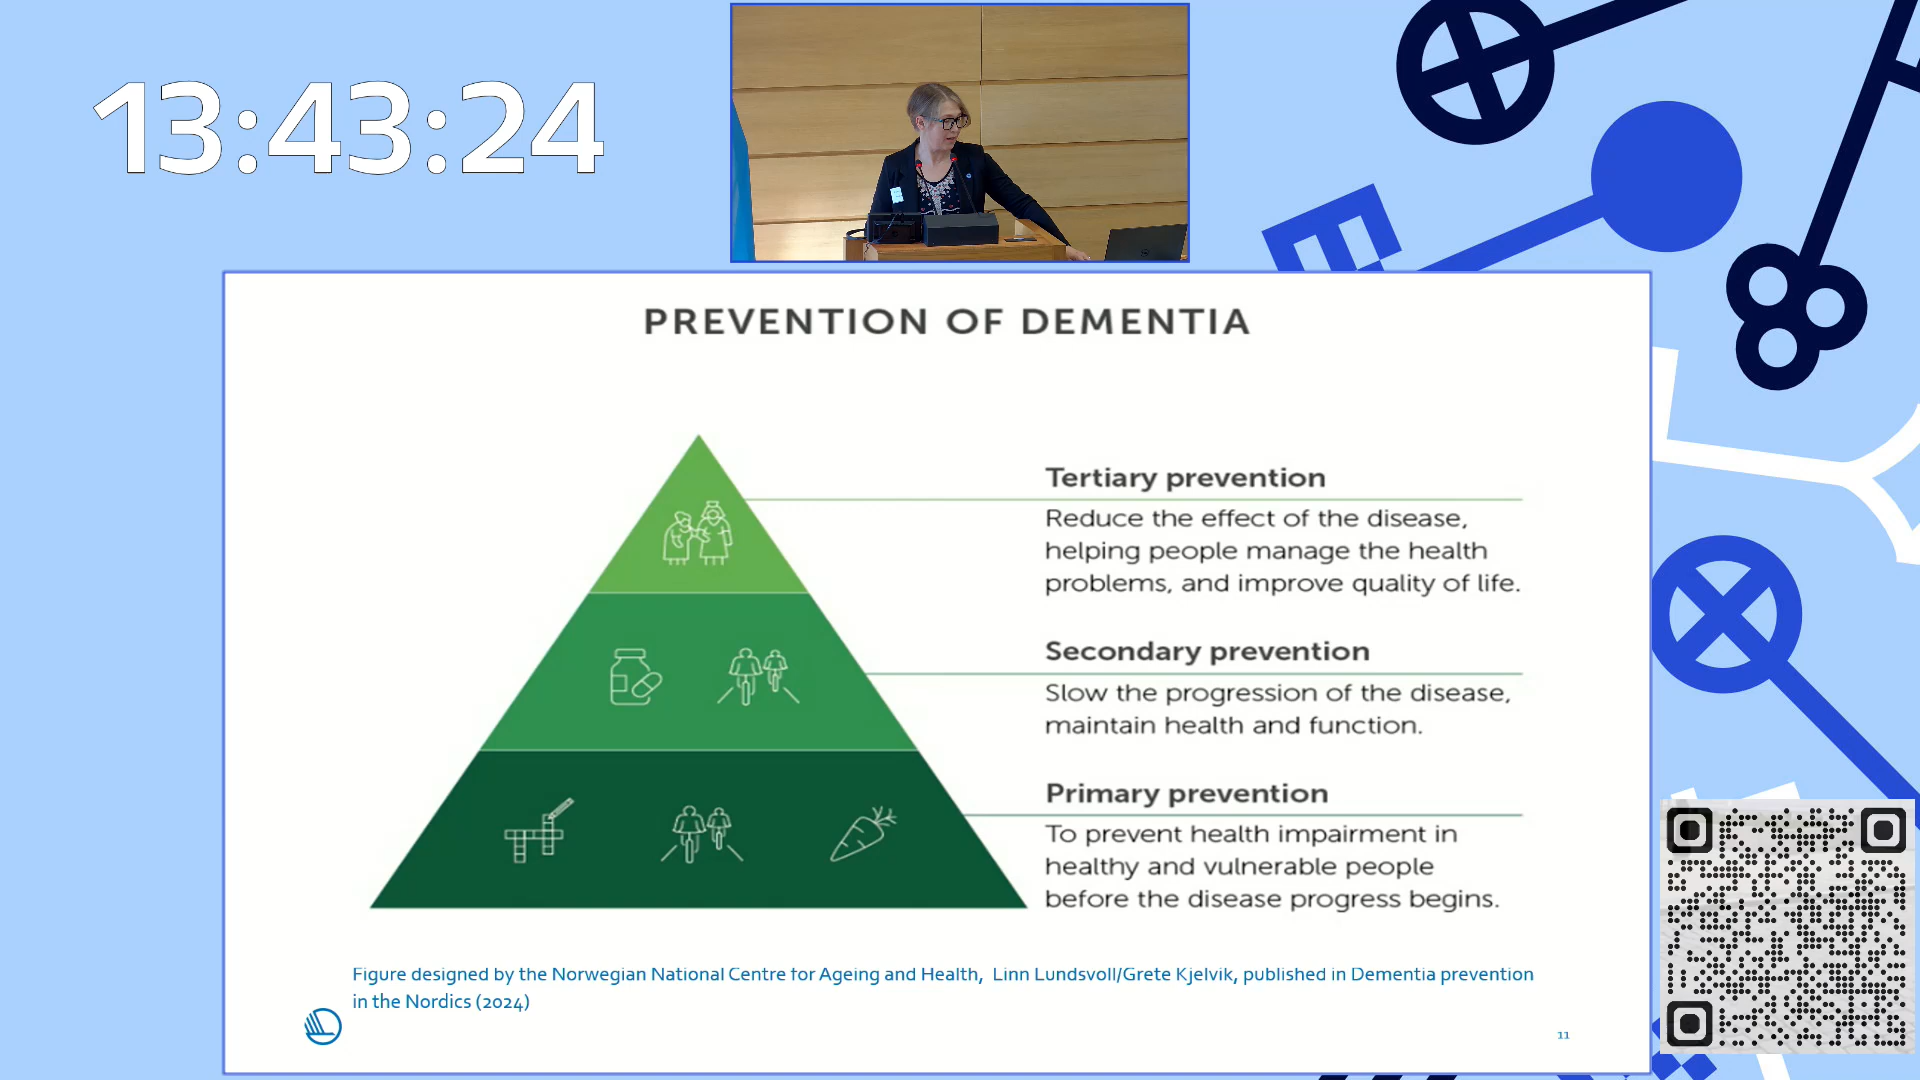 13:43:24
PREVENTION OF DEMENTIA
Tertiary prevention
Reduce the effect of the disease,
helping people manage the health
problems, and improve quality of life.
Secondary prevention
Slow the progression of the disease,
maintain health and function.
Primary prevention
To prevent health impairment in
healthy and vulnerable people
before the disease progress begins.
Figure designed by the Norwegian National Centre for Ageing and Health,  Linn Lundsvoll/Grete Kjelvik, published in Dementia prevention
in the Nordics (2024)
11